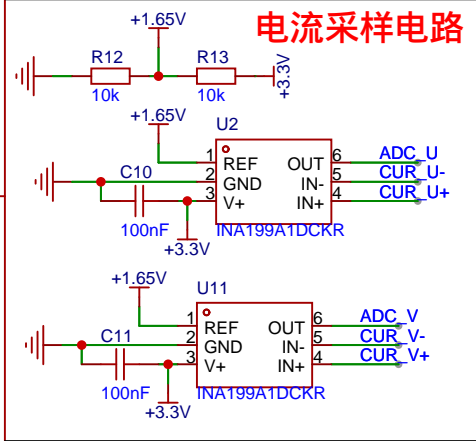 电流采样电路
+1.65V
R12
R13
10k
10k
+3.3V
+1.65V
U2
1
REF
OUT
6
ADC_U
2
GND
IN-
5
CUR_U-
3
V+
IN+
4
CUR_U+
C10
100nF
+3.3V
INA199A1DCKR
+1.65V
U11
1
REF
OUT
6
ADC_V
2
GND
IN-
5
CUR_V-
3
V+
IN+
4
CUR_V+
C11
100nF
+3.3V
INA199A1DCKR